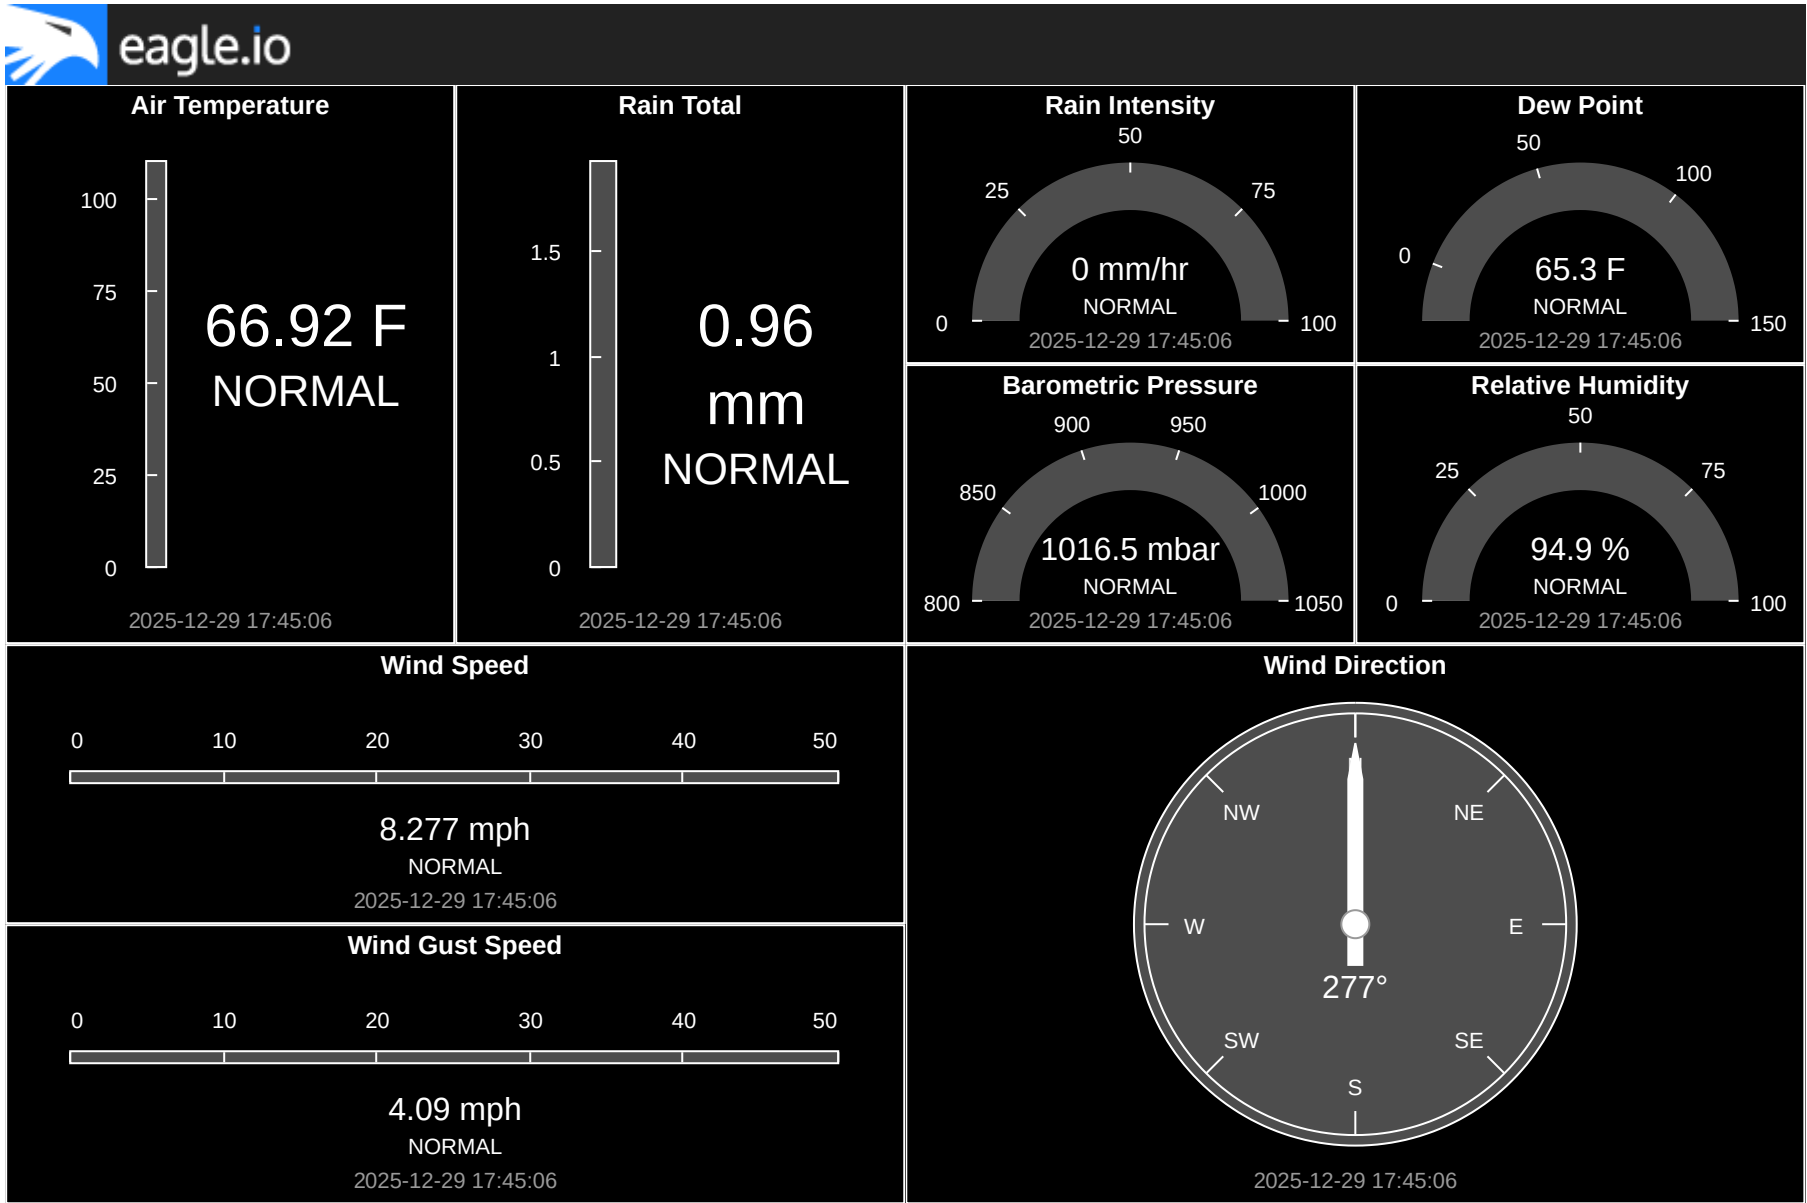 eagle.io
Air Temperature
100
75
50
25
0
66.92 F
NORMAL
2025-12-29 17:45:06
Rain Total
1.5
1
0.5
0
0.96
mm
NORMAL
2025-12-29 17:45:06
Rain Intensity
0
25
50
75
100
0 mm/hr
NORMAL
2025-12-29 17:45:06
Dew Point
0
50
100
150
65.3 F
NORMAL
2025-12-29 17:45:06
Barometric Pressure
800
850
900
950
1000
1050
1016.5 mbar
NORMAL
2025-12-29 17:45:06
Relative Humidity
0
25
50
75
100
94.9 %
NORMAL
2025-12-29 17:45:06
Wind Speed
0 10 20 30 40 50
8.277 mph
NORMAL
2025-12-29 17:45:06
Wind Gust Speed
0 10 20 30 40 50
4.09 mph
NORMAL
2025-12-29 17:45:06
Wind Direction
NW NE
W E
277°
SW SE
S
2025-12-29 17:45:06